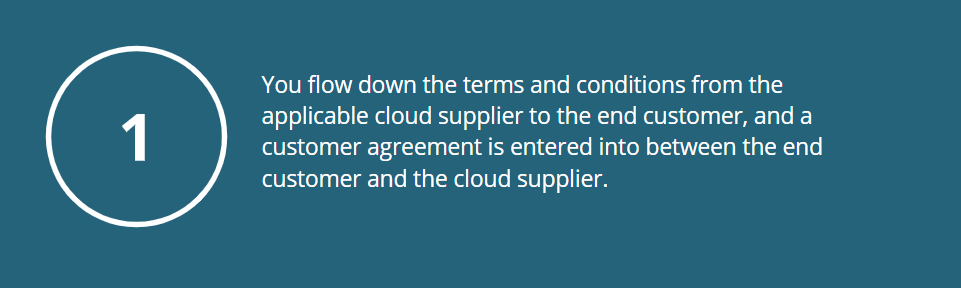 1
You flow down the terms and conditions from the
applicable cloud supplier to the end customer, and a
customer agreement is entered into between the end
customer and the cloud supplier.